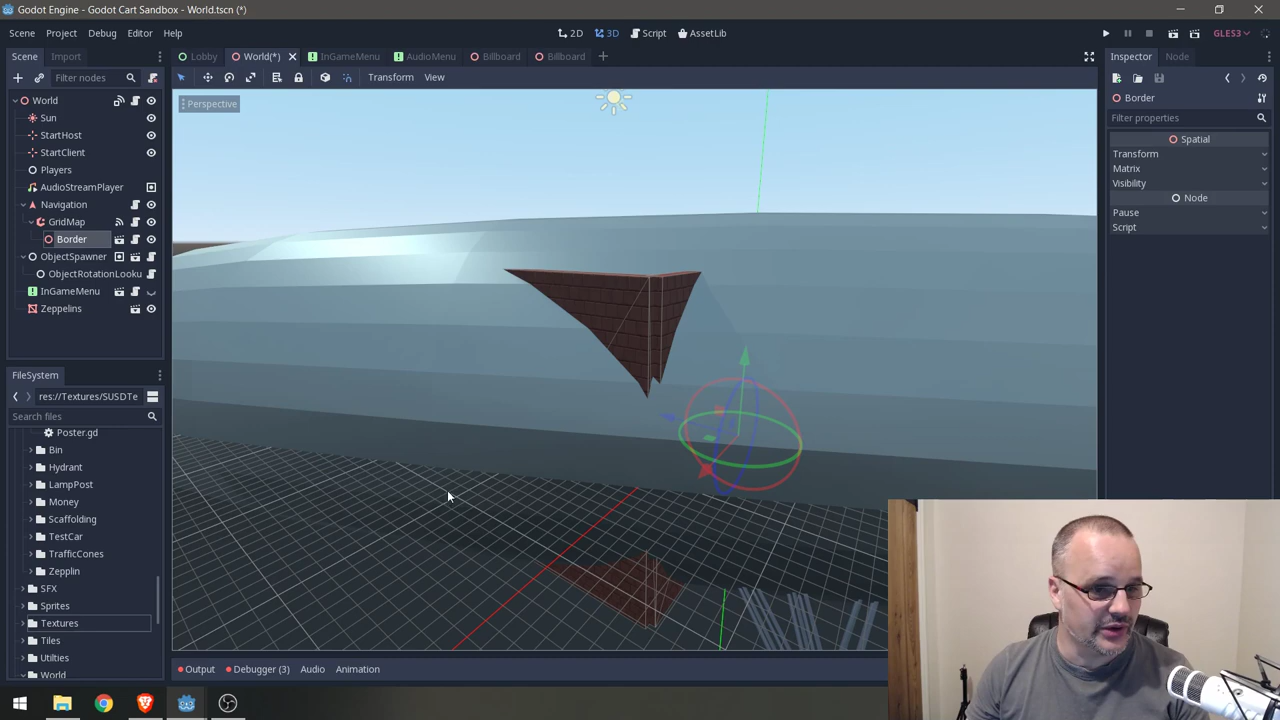 Godot Engine - Godot Cart Sandbox - World.tscn (*)
Scene Project Debug Editor Help
2D 3D Script AssetLib
GLES3
Scene Import
Lobby World(*) InGameMenu AudioMenu Billboard Billboard
Inspector Node
Filter nodes
Transform View
World
Sun
StartHost
StartClient
Players
AudioStreamPlayer
Navigation
GridMap
Border
ObjectSpawner
ObjectRotationLooku
InGameMenu
Zeppelins
Perspective
Border
Filter properties
Spatial
Transform
Matrix
Visibility
Node
Pause
Script
FileSystem
res://Textures/SUSDTe
Search files
Poster.gd
Bin
Hydrant
LampPost
Money
Scaffolding
TestCar
TrafficCones
Zepplin
SFX
Sprites
Textures
Tiles
Utilties
World
Output Debugger (3) Audio Animation